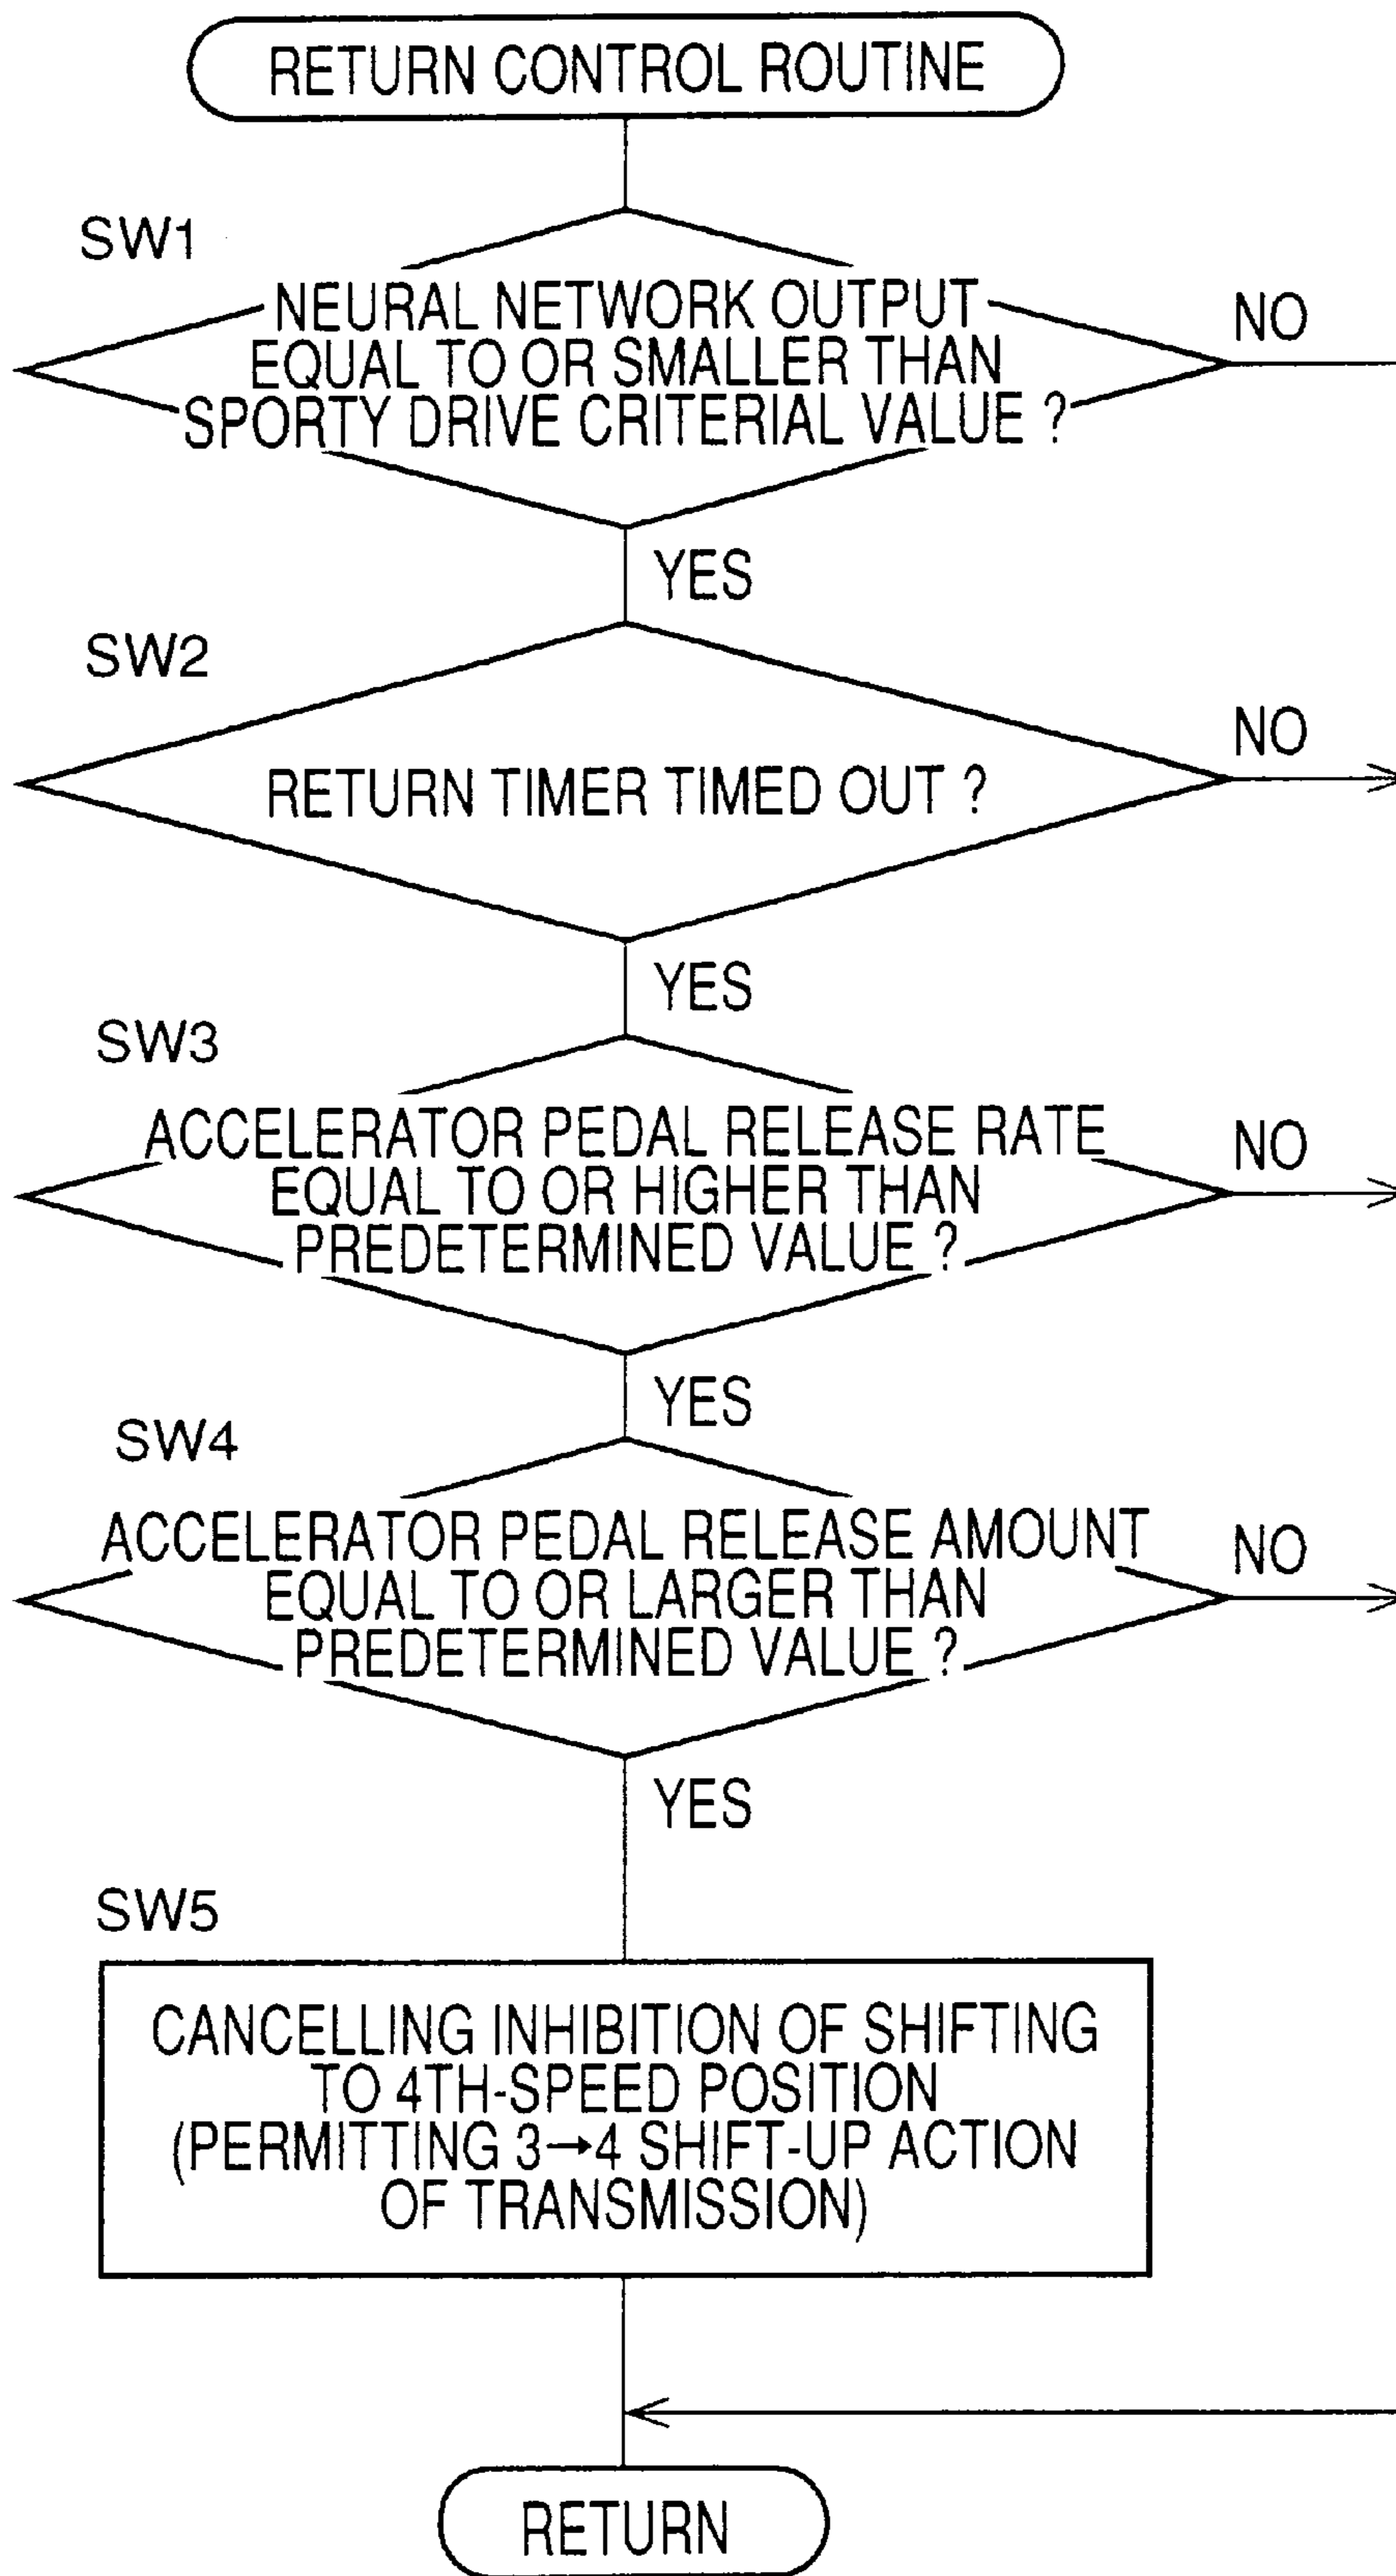 RETURN CONTROL ROUTINE
SW1
NEURAL NETWORK OUTPUT
EQUAL TO OR SMALLER THAN
SPORTY DRIVE CRITERIAL VALUE ?
NO
YES
SW2
RETURN TIMER TIMED OUT ?
NO
YES
SW3
ACCELERATOR PEDAL RELEASE RATE
EQUAL TO OR HIGHER THAN
PREDETERMINED VALUE ?
NO
YES
SW4
ACCELERATOR PEDAL RELEASE AMOUNT
EQUAL TO OR LARGER THAN
PREDETERMINED VALUE ?
NO
YES
SW5
CANCELLING INHIBITION OF SHIFTING
TO 4TH-SPEED POSITION
(PERMITTING 3→4 SHIFT-UP ACTION
OF TRANSMISSION)
RETURN